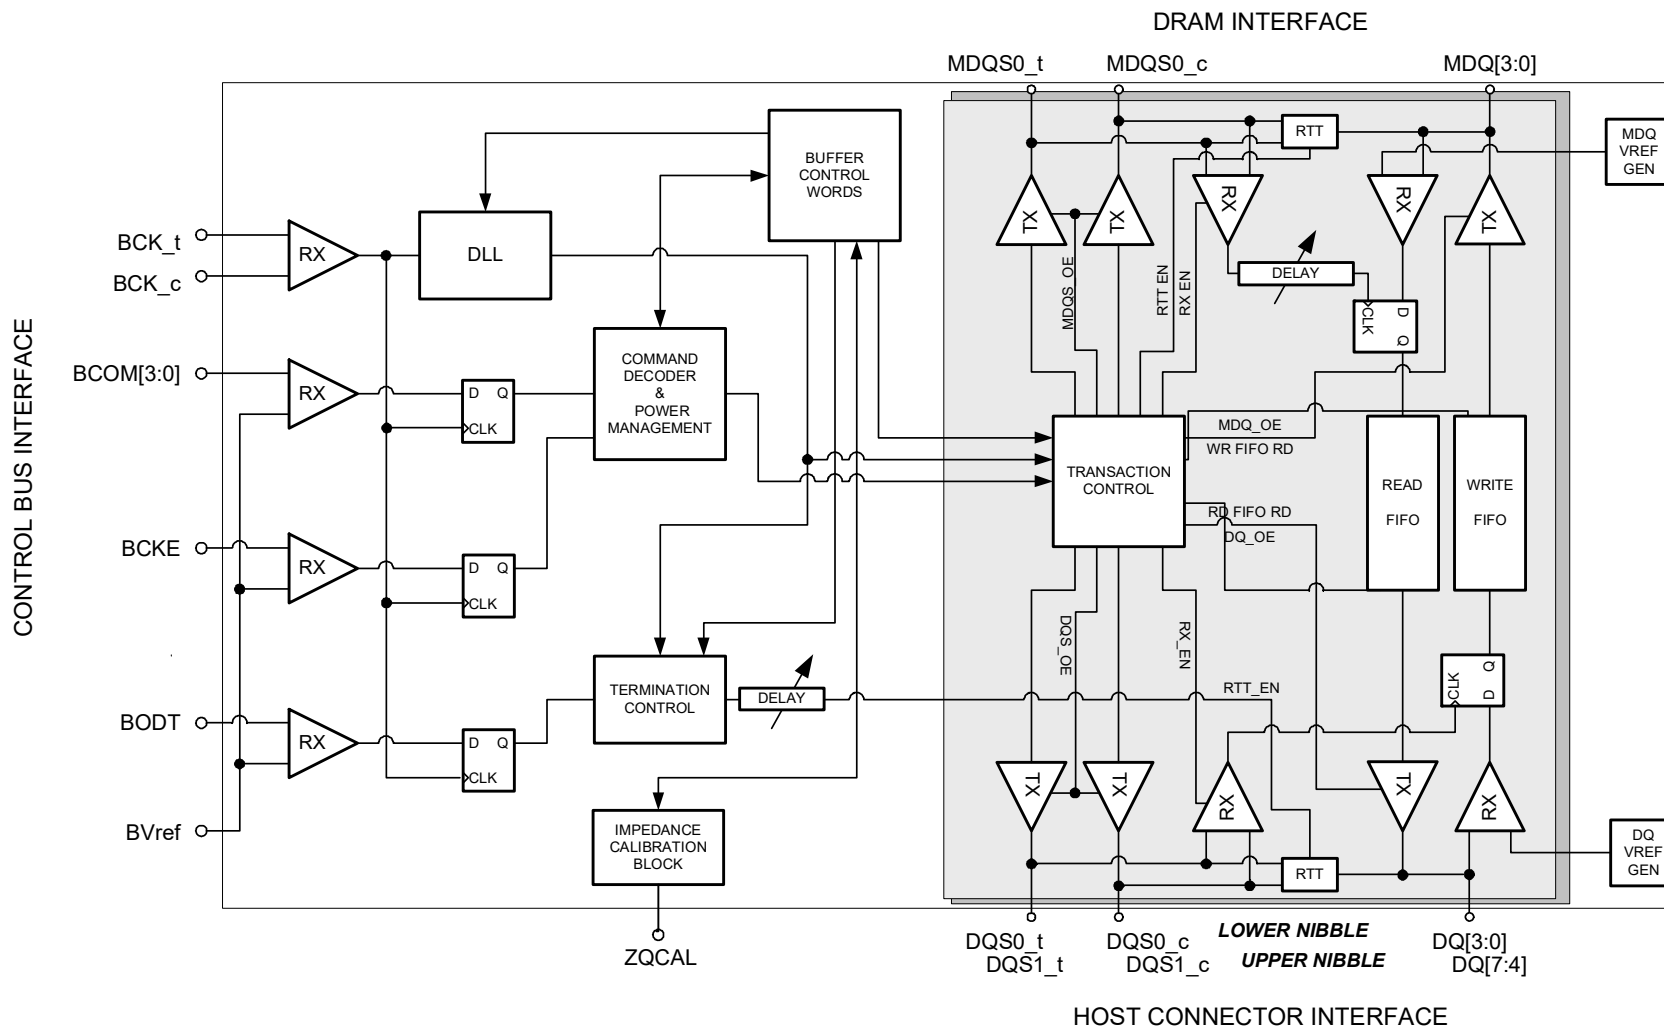 DRAM INTERFACE
MDQS0_t
MDQS0_c
MDQ[3:0]
CONTROL BUS INTERFACE
BUFFER
CONTROL
WORDS
RTT
MDQ
VREF
GEN
BCK_t
BCK_c
RX
DLL
TX
TX
RX
RX
TX
MDQS_OE
RTT EN
RX EN
DELAY
CLK
D
Q
BCOM[3:0]
RX
D
Q
CLK
COMMAND
DECODER
&
POWER
MANAGEMENT
MDQ_OE
WR FIFO RD
TRANSACTION
CONTROL
RD FIFO RD
DQ_OE
READ
FIFO
WRITE
FIFO
BCKE
RX
D
Q
CLK
DQS_OE
RX_EN
RTT_EN
CLK
Q
D
BODT
RX
D
Q
CLK
TERMINATION
CONTROL
DELAY
TX
TX
RX
TX
RX
BVref
IMPEDANCE
CALIBRATION
BLOCK
RTT
DQ
VREF
GEN
ZQCAL
DQS0_t
DQS1_t
DQS0_c
DQS1_c
LOWER NIBBLE
UPPER NIBBLE
DQ[3:0]
DQ[7:4]
HOST CONNECTOR INTERFACE